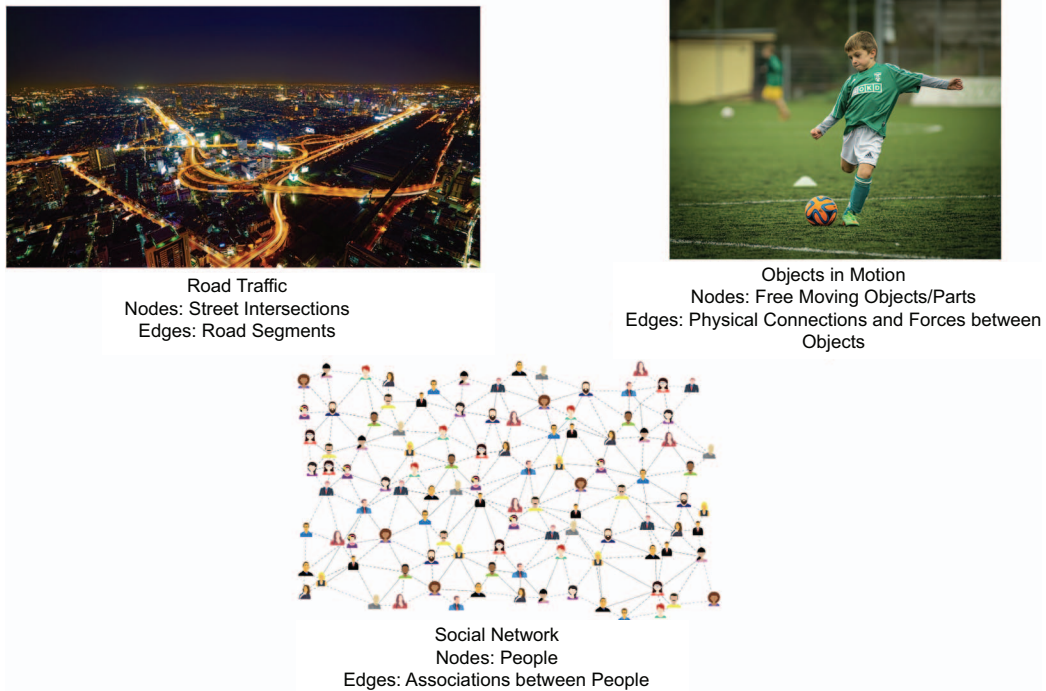 Road Traffic
Nodes: Street Intersections
Edges: Road Segments
Objects in Motion
Nodes: Free Moving Objects/Parts
Edges: Physical Connections and Forces between
Objects
Social Network
Nodes: People
Edges: Associations between People